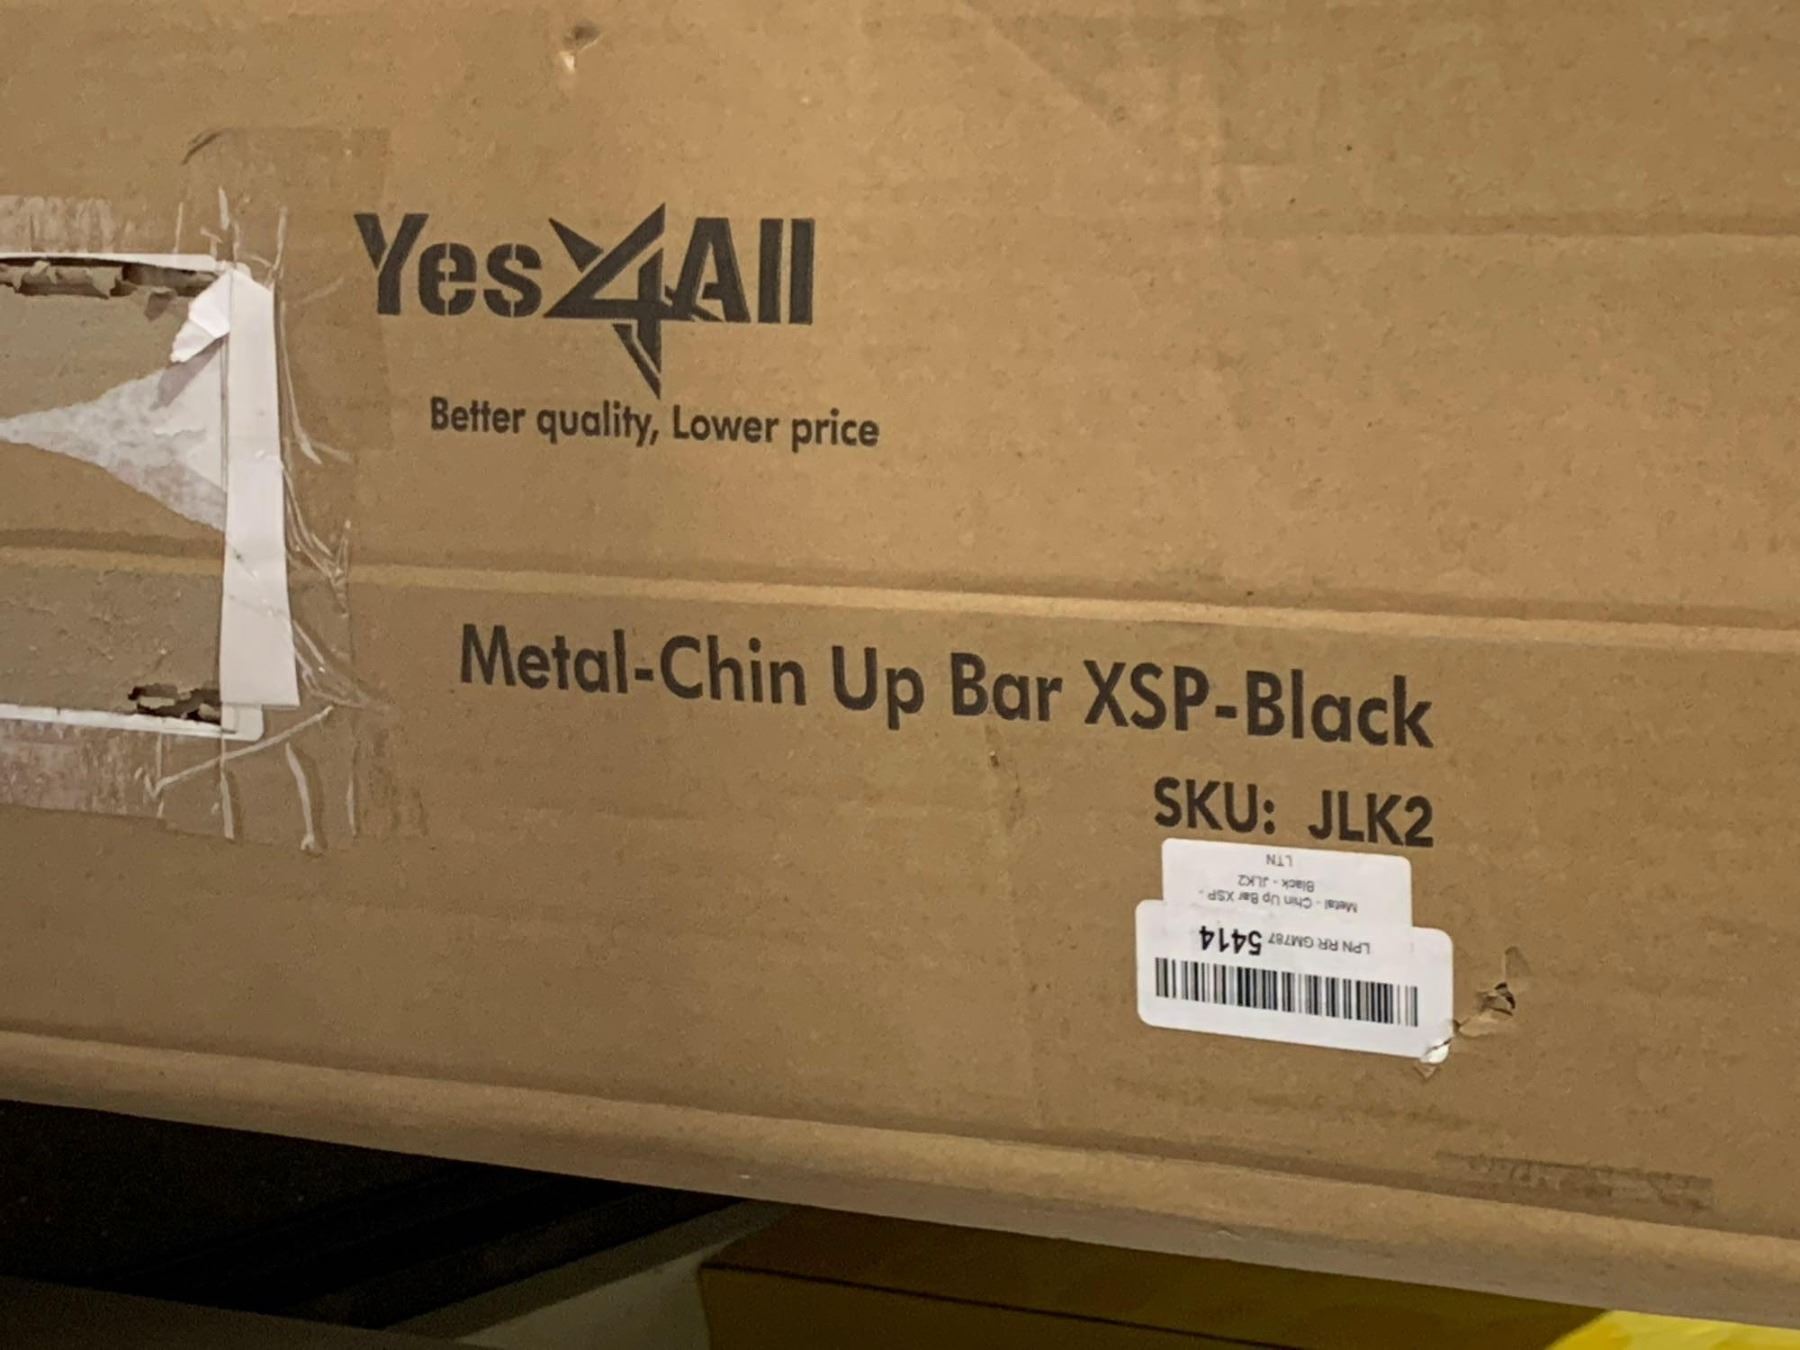 Yes4All
Better quality, Lower price
Metal-Chin Up Bar XSP-Black
SKU: JLK2
LPN RR GM787 5414
Metal - Chin Up Bar XSP -
Black - JLK2
LTN